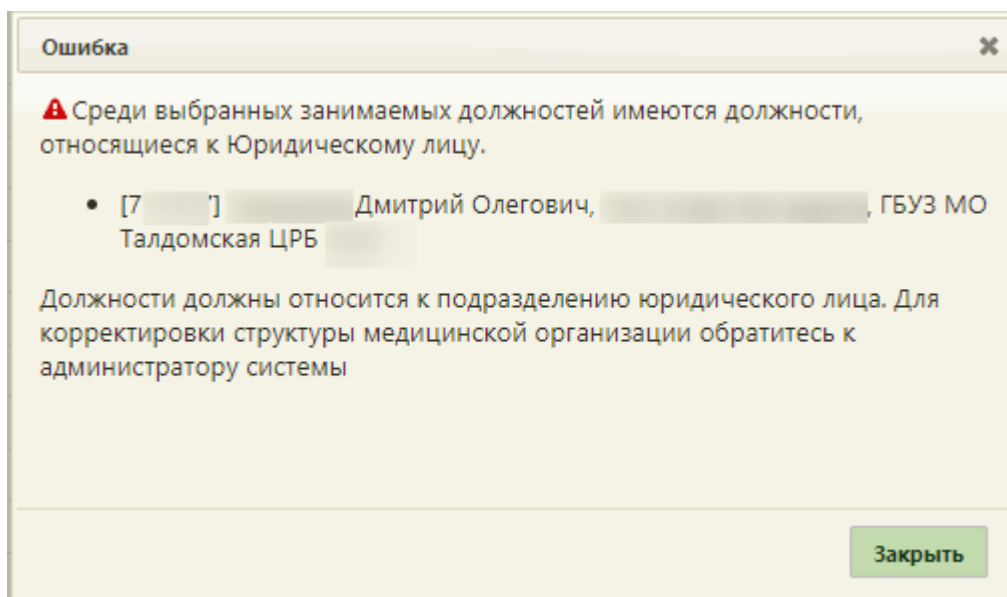 Ошибка
Среди выбранных занимаемых должностей имеются должности,
относящиеся к Юридическому лицу.
[7 '] Дмитрий Олегович, , ГБУЗ МО
Талдомская ЦРБ
Должности должны относится к подразделению юридического лица. Для
корректировки структуры медицинской организации обратитесь к
администратору системы
Закрыть